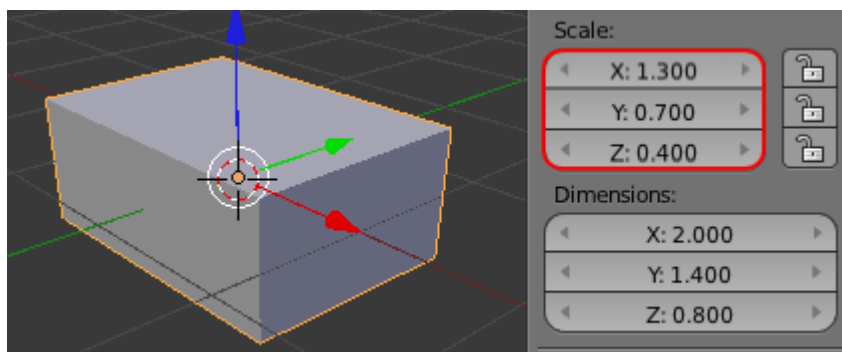 Scale:
X: 1.300
Y: 0.700
Z: 0.400
Dimensions:
X: 2.000
Y: 1.400
Z: 0.800